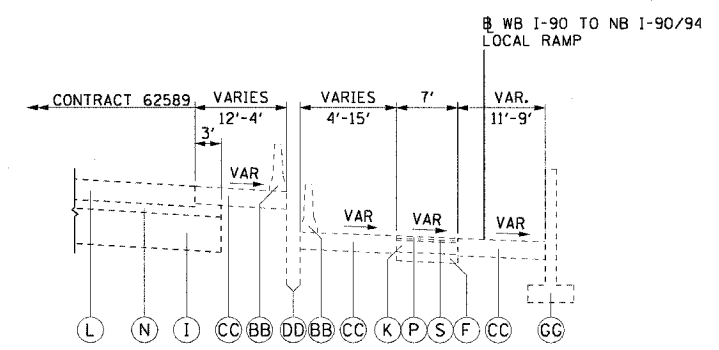 ℄ WB I-90 TO NB I-90/94
LOCAL RAMP
CONTRACT 62589
VARIES
12'-4'
VARIES
4'-15'
7'
VAR.
11'-9'
3'
VAR
VAR
VAR
VAR
L
N
I
CC
BB
DD
BB
CC
K
P
S
F
CC
GG